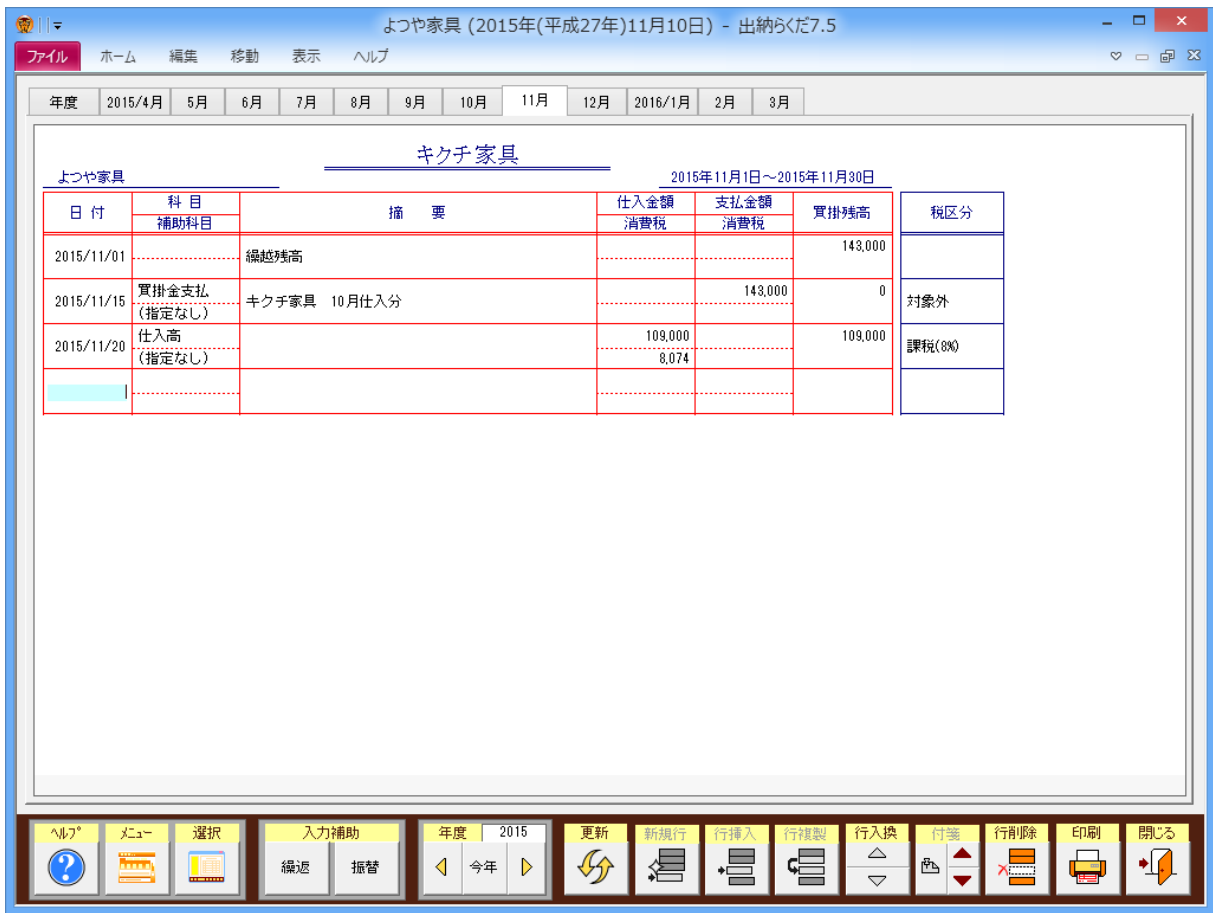 よつや家具 (2015年(平成27年)11月10日) - 出納らくだ7.5
ファイル ホーム 編集 移動 表示 ヘルプ
年度 2015/4月 5月 6月 7月 8月 9月 10月 11月 12月 2016/1月 2月 3月
キクチ家具
よつや家具 2015年11月1日～2015年11月30日
日 付 科 目 摘 要 仕入金額 支払金額 買掛残高 税区分
補助科目 消費税 消費税
2015/11/01 繰越残高 143,000
2015/11/15 買掛金支払 キクチ家具 10月仕入分 143,000 0 対象外
(指定なし)
2015/11/20 仕入高 109,000 109,000 課税(8%)
(指定なし) 8,074
ヘルプ メニュー 選択 入力補助 年度 2015 更新 新規行 行挿入 行複製 行入換 付箋 行削除 印刷 閉じる
繰返 振替 今年